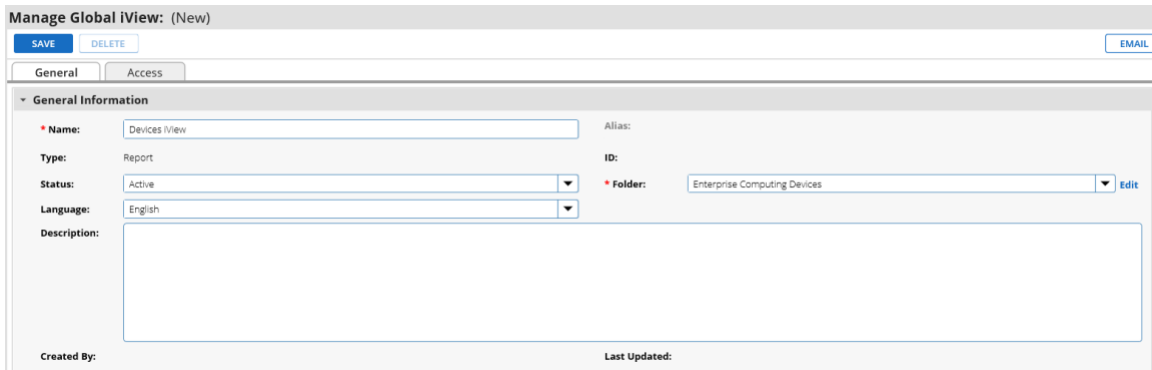 Manage Global iView: (New)
SAVE DELETE EMAIL
General Access
General Information
* Name: Devices iView Alias:
Type: Report ID:
Status: Active * Folder: Enterprise Computing Devices Edit
Language: English
Description:
Created By: Last Updated: